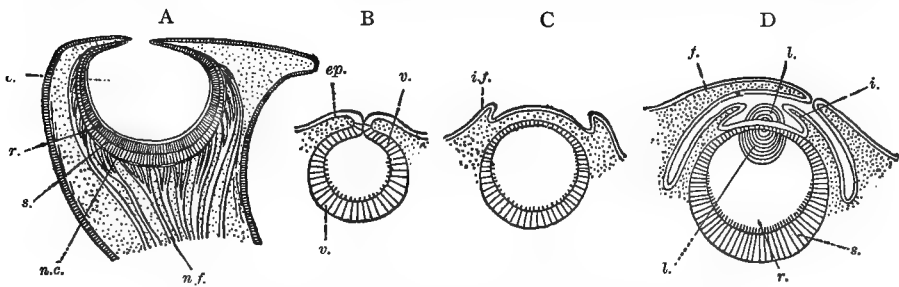 A B C D
ep. v. i.f. f. l. i.
r.
s.
n.c. n.f. v. l. r. s.